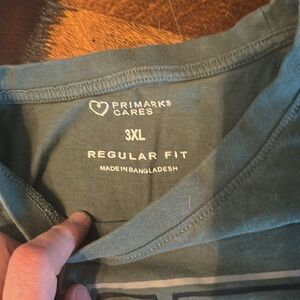 PRIMARK®
CARES
3XL
REGULAR FIT
MADE IN BANGLADESH